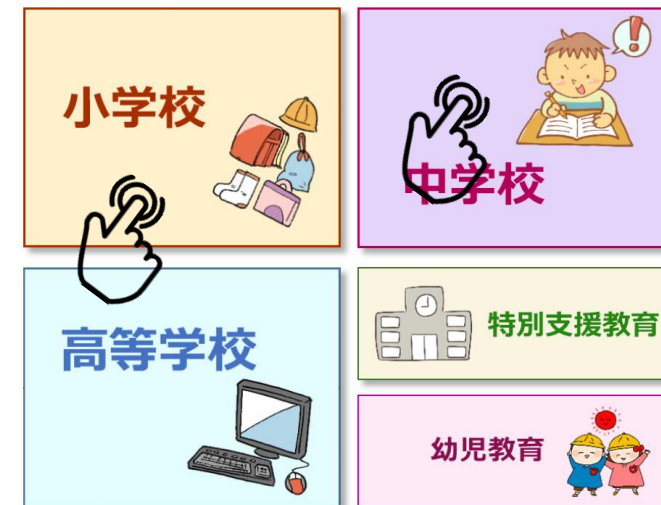 小学校
中学校
高等学校
特別支援教育
幼児教育